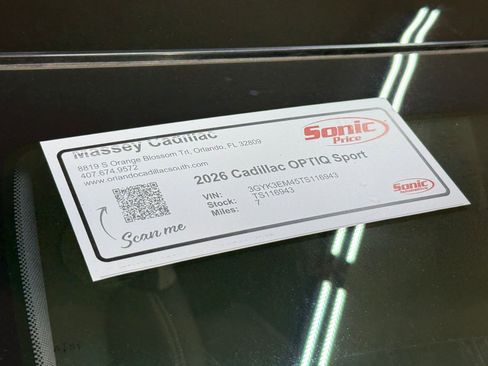 Massey Cadillac
8819 S Orange Blossom Trl, Orlando, FL 32809
407.674.9572
www.orlandocadillacsouth.com
Sonic
Price
2026 Cadillac OPTIQ Sport
VIN: 3GYK3EM45TS116943
Stock: TS116943
Miles: 7
Scan me
Sonic